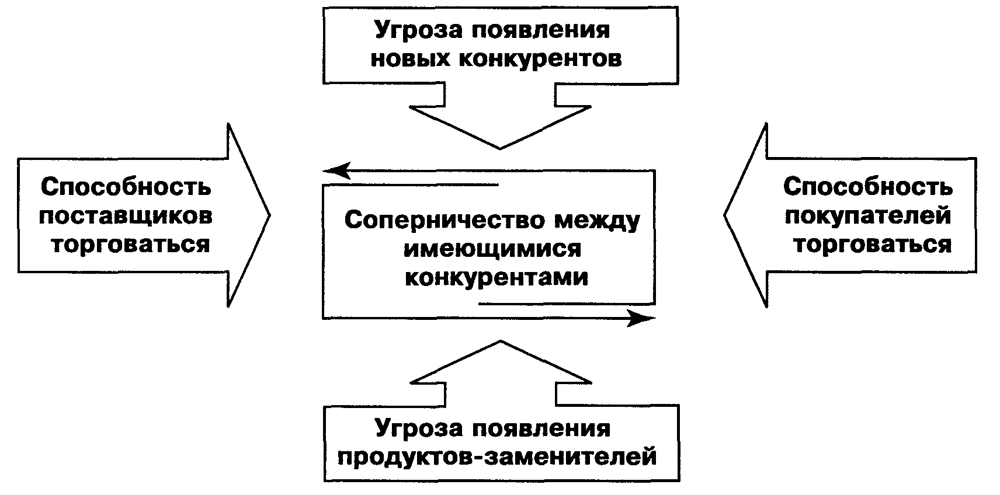 Угроза появления
новых конкурентов
Способность
поставщиков
торговаться
Соперничество между
имеющимися
конкурентами
Способность
покупателей
торговаться
Угроза появления
продуктов-заменителей